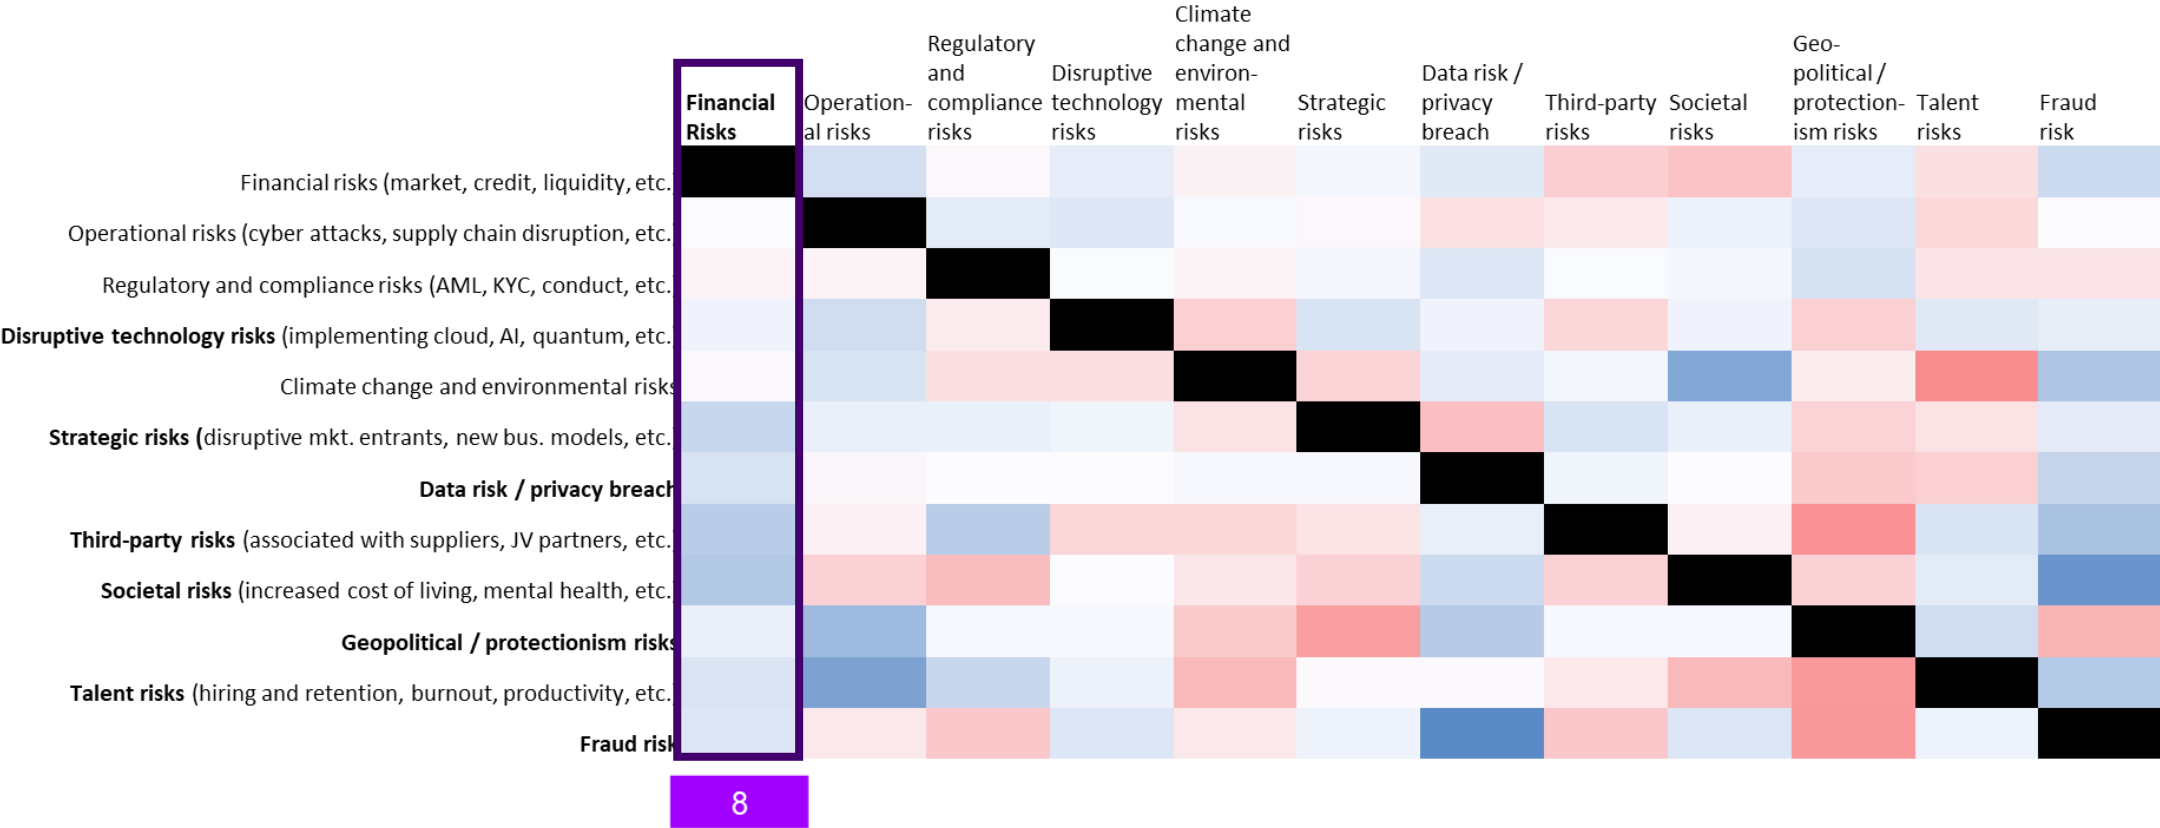 Financial
Risks
Operation-
al risks
Regulatory
and
compliance
risks
Disruptive
technology
risks
Climate
change and
environ-
mental
risks
Strategic
risks
Data risk /
privacy
breach
Third-party
risks
Societal
risks
Geo-
political /
protection-
ism risks
Talent
risks
Fraud
risk
Financial risks (market, credit, liquidity, etc.
Operational risks (cyber attacks, supply chain disruption, etc.
Regulatory and compliance risks (AML, KYC, conduct, etc.
Disruptive technology risks (implementing cloud, AI, quantum, etc.
Climate change and environmental risks
Strategic risks (disruptive mkt. entrants, new bus. models, etc.
Data risk / privacy breach
Third-party risks (associated with suppliers, JV partners, etc.
Societal risks (increased cost of living, mental health, etc.
Geopolitical / protectionism risks
Talent risks (hiring and retention, burnout, productivity, etc.
Fraud risk
8